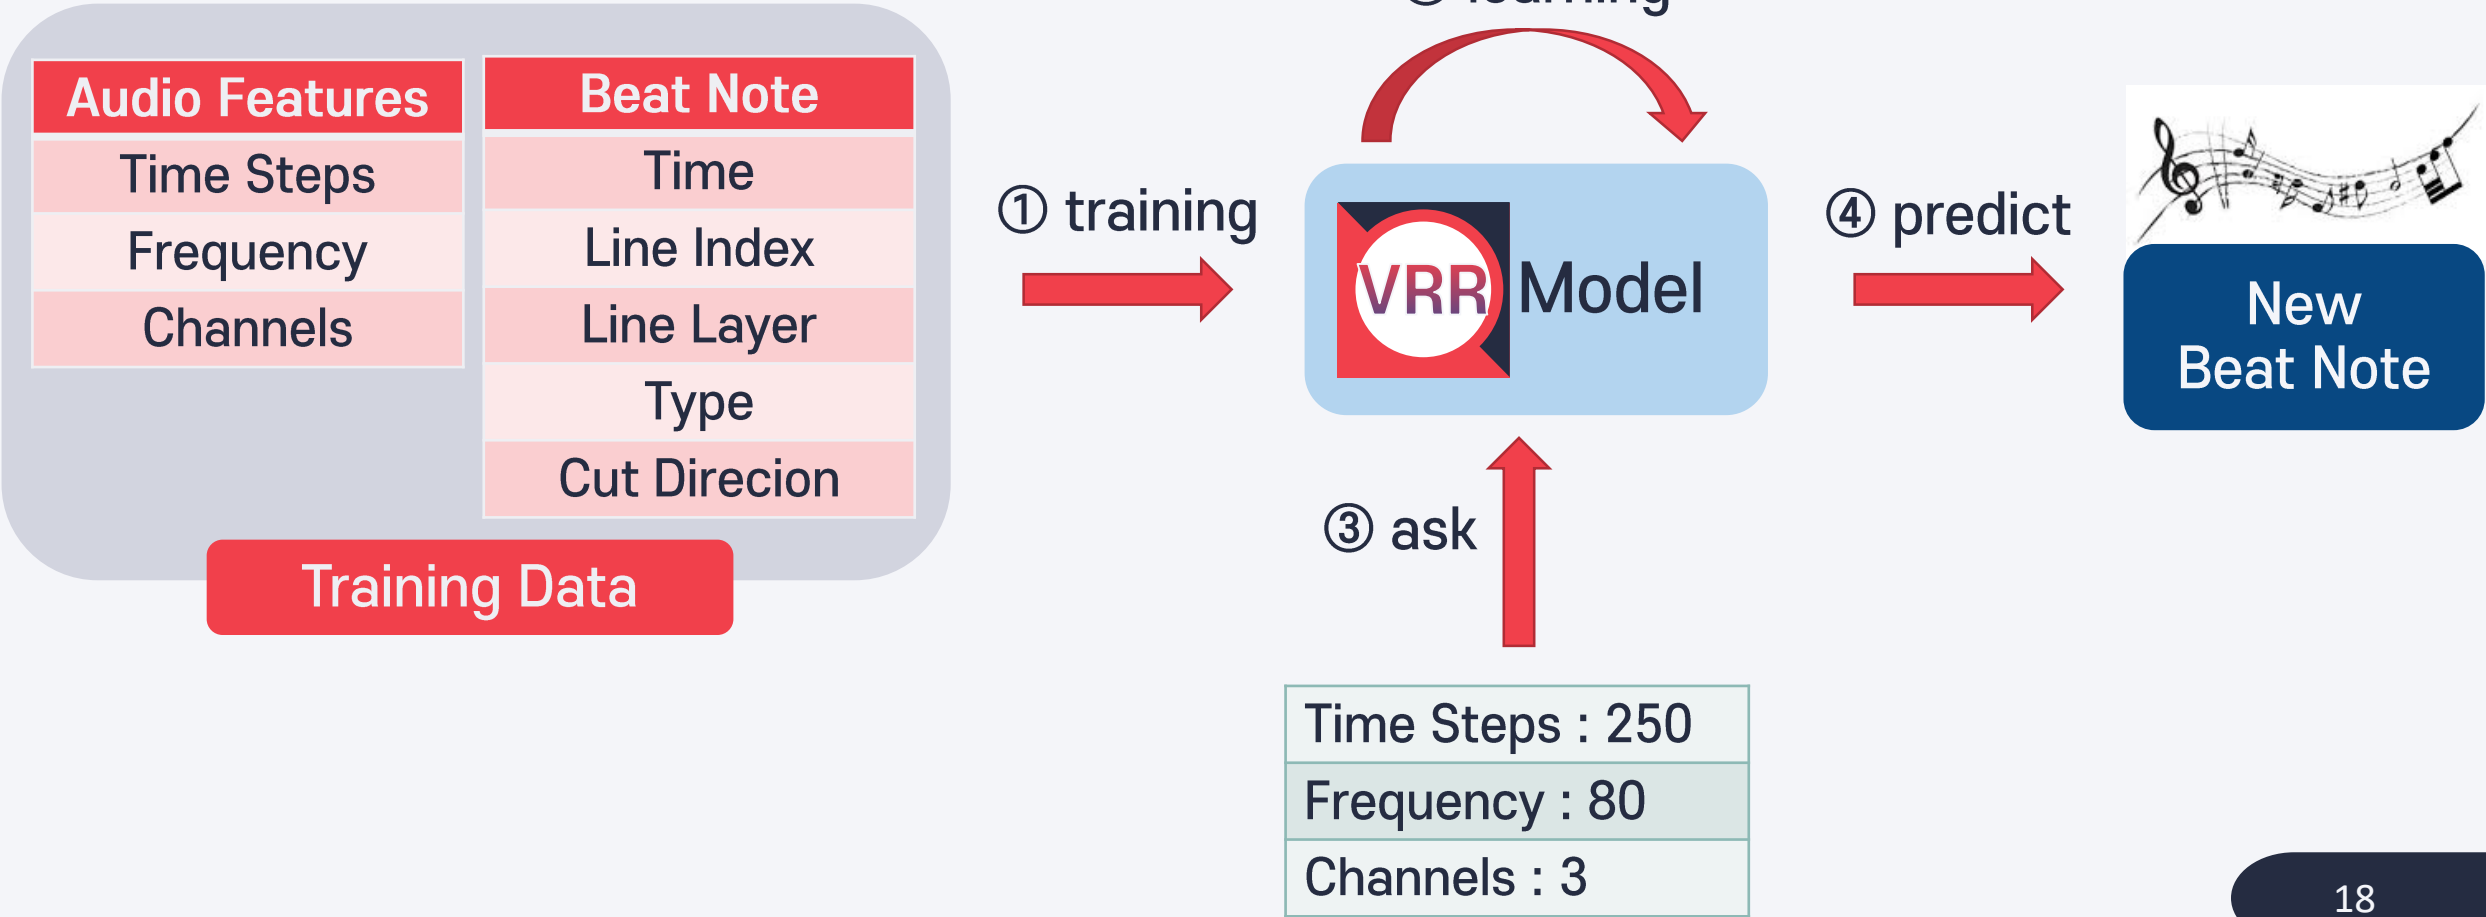 Audio Features
Time Steps
Frequency
Channels
Beat Note
Time
Line Index
Line Layer
Type
Cut Direcion
Training Data
① training
learning
VRR Model
③ ask
Time Steps : 250
Frequency : 80
Channels : 3
④ predict
New
Beat Note
18